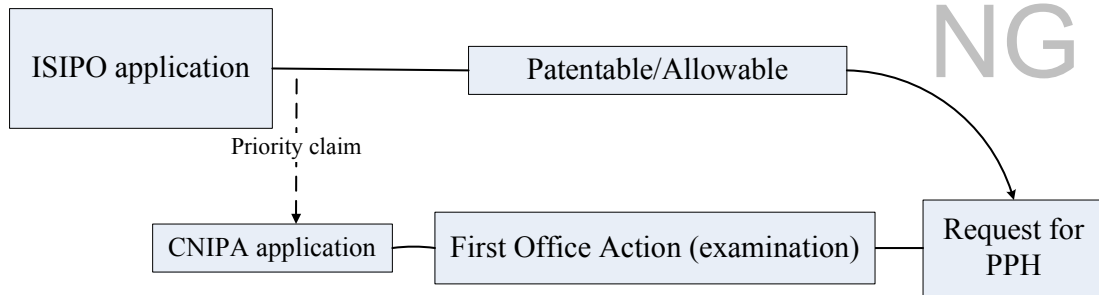 NG
ISIPO application
Patentable/Allowable
Priority claim
CNIPA application
First Office Action (examination)
Request for
PPH